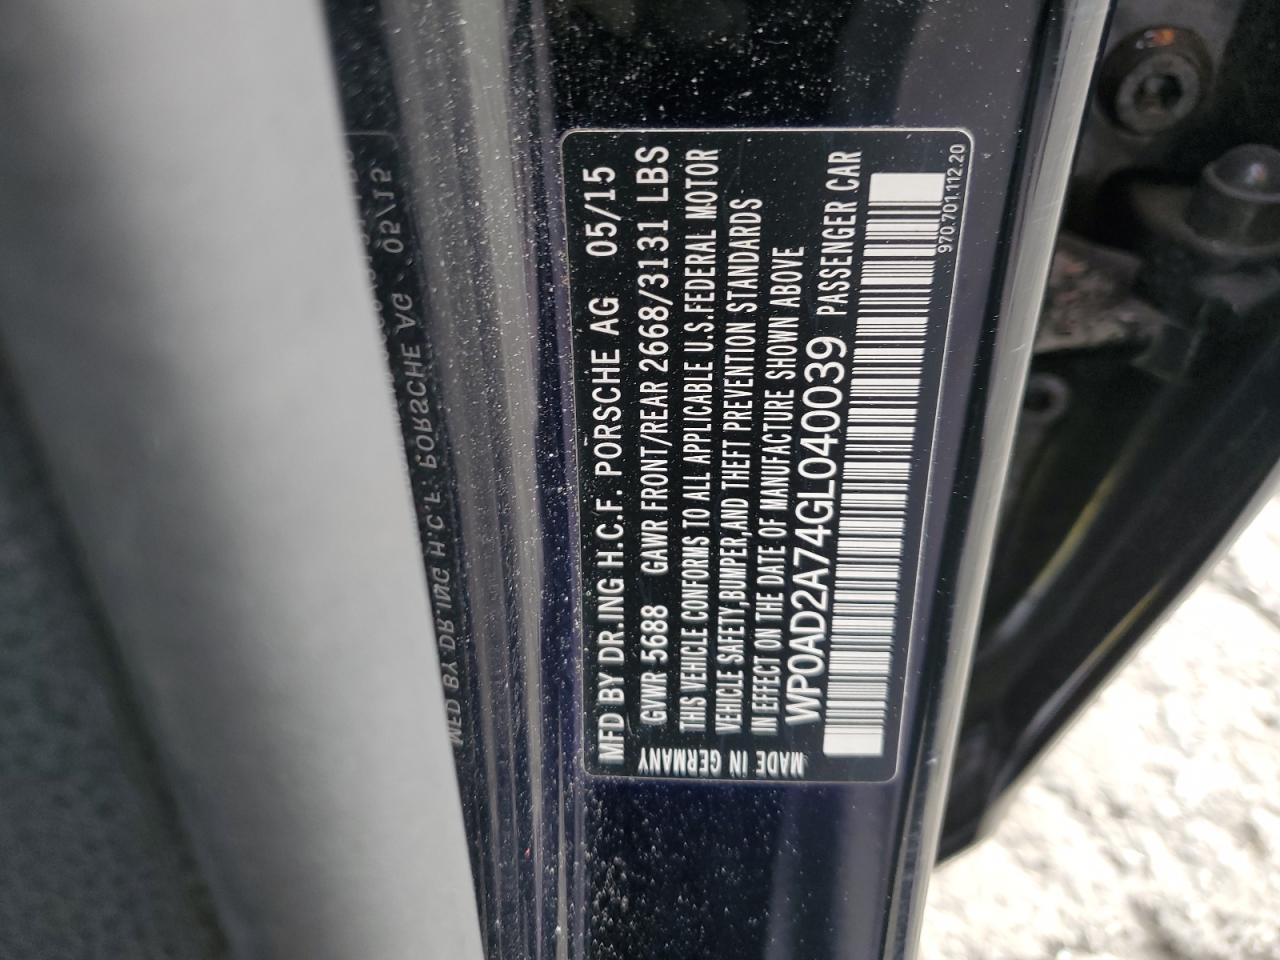 MFD BY DR.ING H.C.F. PORSCHE AG 05/15
GVWR 5688 GAWR FRONT/REAR 2668/3131 LBS
THIS VEHICLE CONFORMS TO ALL APPLICABLE U.S.FEDERAL MOTOR
VEHICLE SAFETY,BUMPER,AND THEFT PREVENTION STANDARDS
IN EFFECT ON THE DATE OF MANUFACTURE SHOWN ABOVE
WP0AD2A74GL040039 PASSENGER CAR
970.701.112.20
MADE IN GERMANY